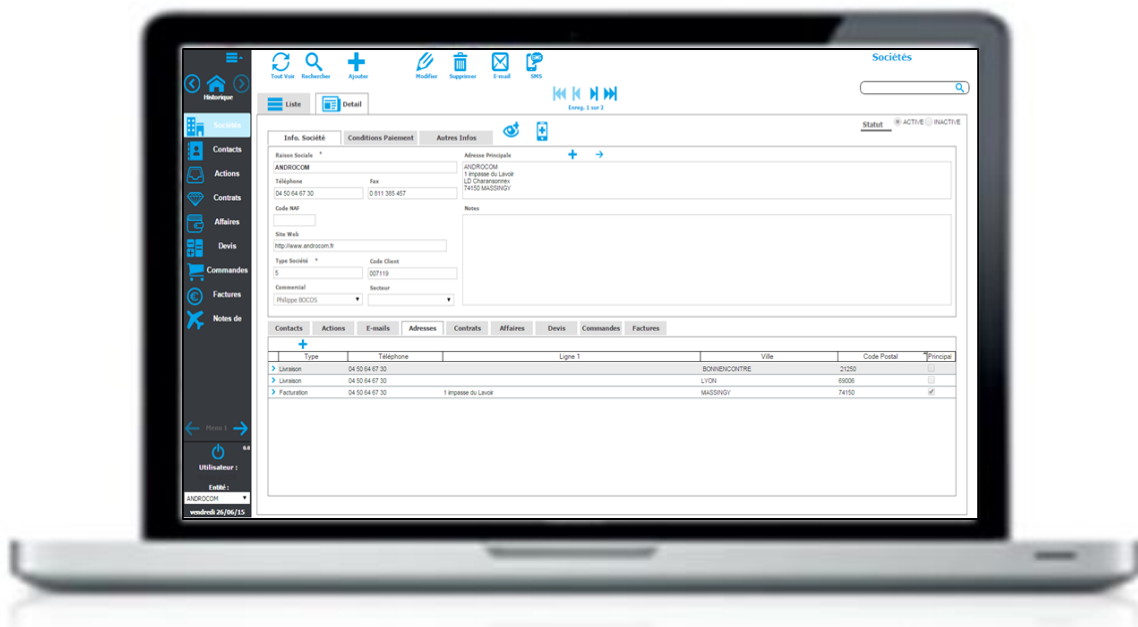 Sociétés
Tout Voir Rechercher Ajouter Modifier Supprimer E-mail SMS
Historique
Enreg. 1 sur 3
Liste Detail
Statut ACTIVE INACTIVE
Sociétés
Contacts
Actions
Contrats
Affaires
Devis
Commandes
Factures
Notes de
Menu 1
6.0
Utilisateur :
Entité :
ANDROCOM
vendredi 26/06/15
Info. Société Conditions Paiement Autres Infos
Raison Sociale * Adresse Principale
ANDROCOM
ANDROCOM
1 impasse du Lavoir
LD Charansonnex
74150 MASSINGY
Téléphone Fax
04 50 64 67 30 0 811 385 457
Code NAF Notes
Site Web
http://www.androcom.fr
Type Société * Code Client
5 007119
Commercial Secteur
Philippe BOCOS
Contacts Actions E-mails Adresses Contrats Affaires Devis Commandes Factures
Type Téléphone Ligne 1 Ville Code Postal Principal
Livraison 04 50 64 67 30 BONNENCONTRE 21250
Livraison 04 50 64 67 30 LYON 69006
Facturation 04 50 64 67 30 1 impasse du Lavoir MASSINGY 74150